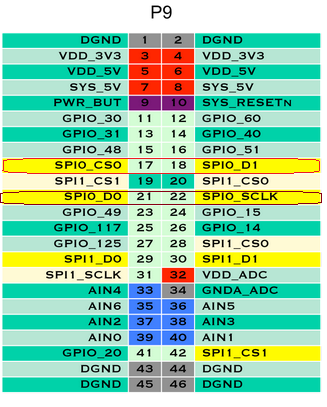 P9
DGND 1 2 DGND
VDD_3V3 3 4 VDD_3V3
VDD_5V 5 6 VDD_5V
SYS_5V 7 8 SYS_5V
PWR_BUT 9 10 SYS_RESETN
GPIO_30 11 12 GPIO_60
GPIO_31 13 14 GPIO_40
GPIO_48 15 16 GPIO_51
SPI0_CS0 17 18 SPI0_D1
SPI1_CS1 19 20 SPI1_CS0
SPI0_D0 21 22 SPI0_SCLK
GPIO_49 23 24 GPIO_15
GPIO_117 25 26 GPIO_14
GPIO_125 27 28 SPI1_CS0
SPI1_D0 29 30 SPI1_D1
SPI1_SCLK 31 32 VDD_ADC
AIN4 33 34 GNDA_ADC
AIN6 35 36 AIN5
AIN2 37 38 AIN3
AIN0 39 40 AIN1
GPIO_20 41 42 SPI1_CS1
DGND 43 44 DGND
DGND 45 46 DGND